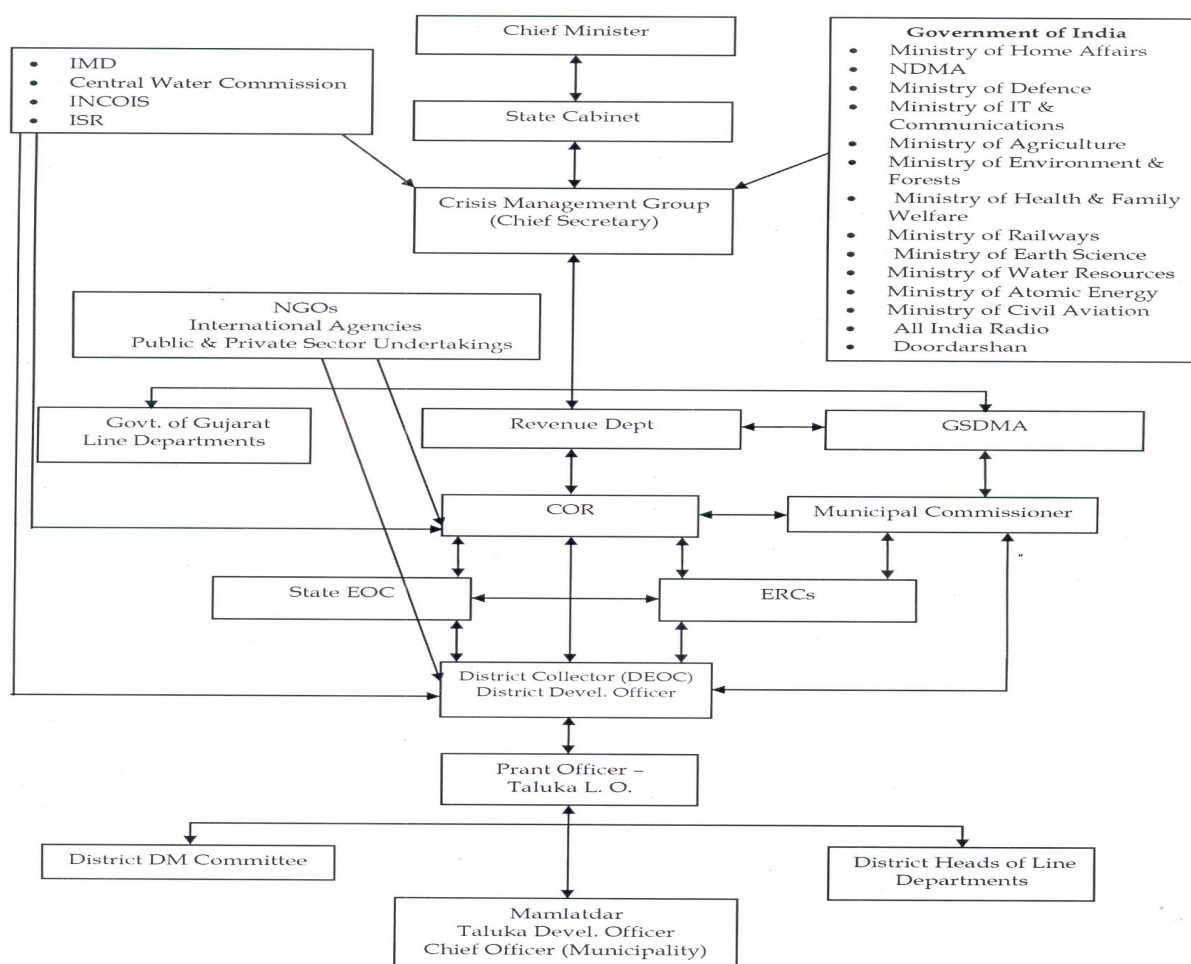 Chief Minister
• IMD
• Central Water Commission
• INCOIS
• ISR
State Cabinet
Government of India
• Ministry of Home Affairs
• NDMA
• Ministry of Defence
• Ministry of IT &
Communications
• Ministry of Agriculture
• Ministry of Environment &
Forests
• Ministry of Health & Family
Welfare
• Ministry of Railways
• Ministry of Earth Science
• Ministry of Water Resources
• Ministry of Atomic Energy
• Ministry of Civil Aviation
• All India Radio
• Doordarshan
Crisis Management Group
(Chief Secretary)
NGOs
International Agencies
Public & Private Sector Undertakings
Govt. of Gujarat
Line Departments
Revenue Dept
GSDMA
COR
Municipal Commissioner
State EOC
ERCs
District Collector (DEOC)
District Devel. Officer
Prant Officer –
Taluka L. O.
District DM Committee
District Heads of Line
Departments
Mamlatdar
Taluka Devel. Officer
Chief Officer (Municipality)